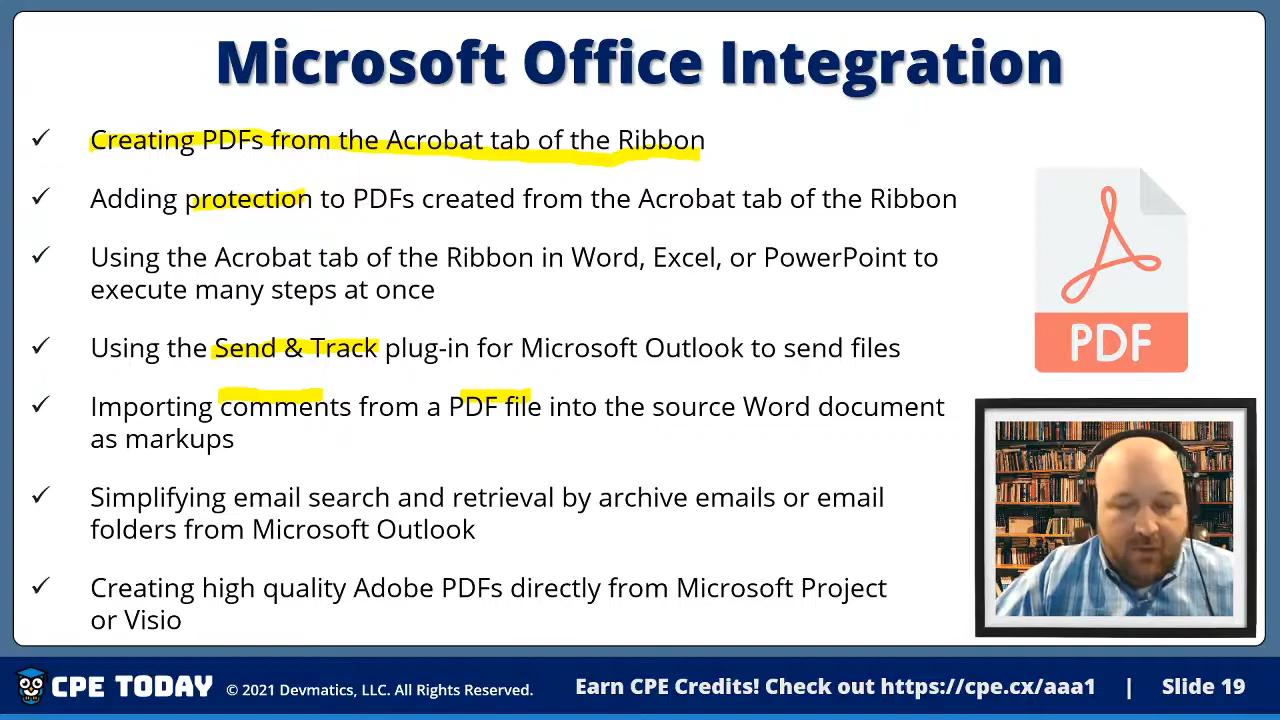 Microsoft Office Integration
Creating PDFs from the Acrobat tab of the Ribbon
Adding protection to PDFs created from the Acrobat tab of the Ribbon
Using the Acrobat tab of the Ribbon in Word, Excel, or PowerPoint to
execute many steps at once
Using the Send & Track plug-in for Microsoft Outlook to send files
Importing comments from a PDF file into the source Word document
as markups
Simplifying email search and retrieval by archive emails or email
folders from Microsoft Outlook
Creating high quality Adobe PDFs directly from Microsoft Project
or Visio
PDF
CPE TODAY
© 2021 Devmatics, LLC. All Rights Reserved.
Earn CPE Credits! Check out https://cpe.cx/aaa1 | Slide 19